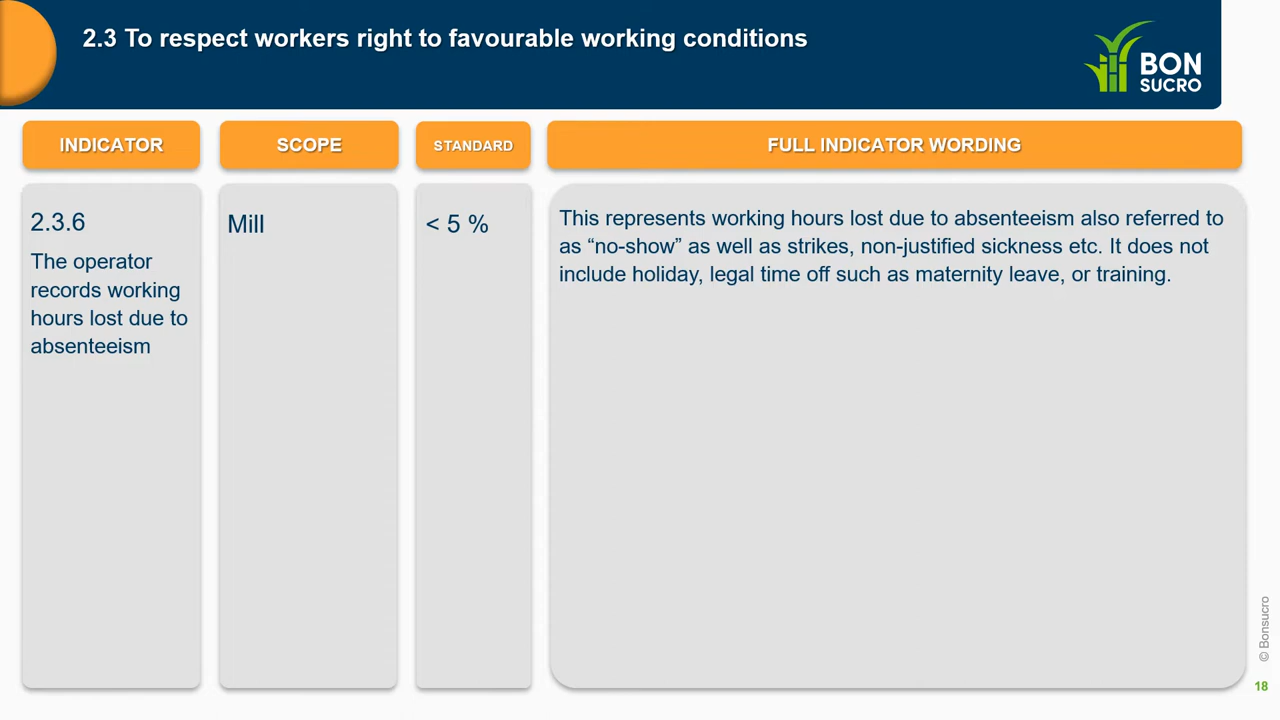 2.3 To respect workers right to favourable working conditions
BON
SUCRO
INDICATOR
SCOPE
STANDARD
FULL INDICATOR WORDING
2.3.6
The operator
records working
hours lost due to
absenteeism
Mill
< 5 %
This represents working hours lost due to absenteeism also referred to
as “no-show” as well as strikes, non-justified sickness etc. It does not
include holiday, legal time off such as maternity leave, or training.
© Bonsucro
18